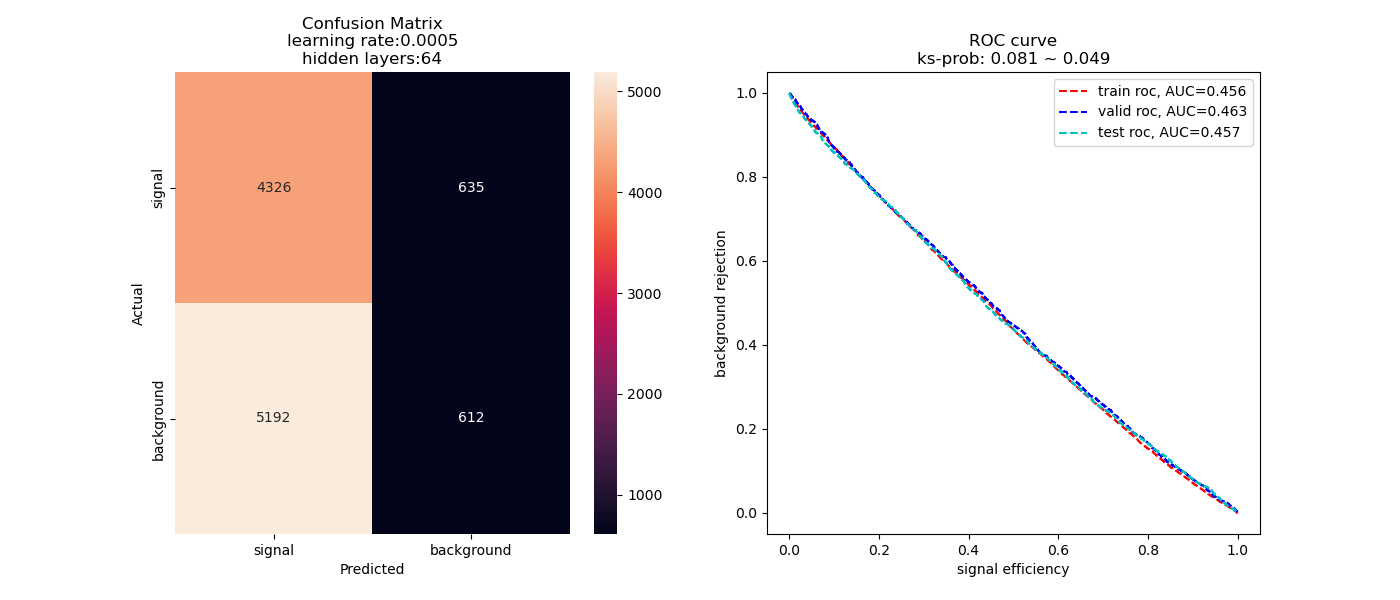 Confusion Matrix
learning rate:0.0005
hidden layers:64
signal
background
Actual
4326
635
5192
612
signal
background
Predicted
5000
4000
3000
2000
1000
ROC curve
ks-prob: 0.081 ~ 0.049
train roc, AUC=0.456
valid roc, AUC=0.463
test roc, AUC=0.457
background rejection
1.0
0.8
0.6
0.4
0.2
0.0
0.0 0.2 0.4 0.6 0.8 1.0
signal efficiency